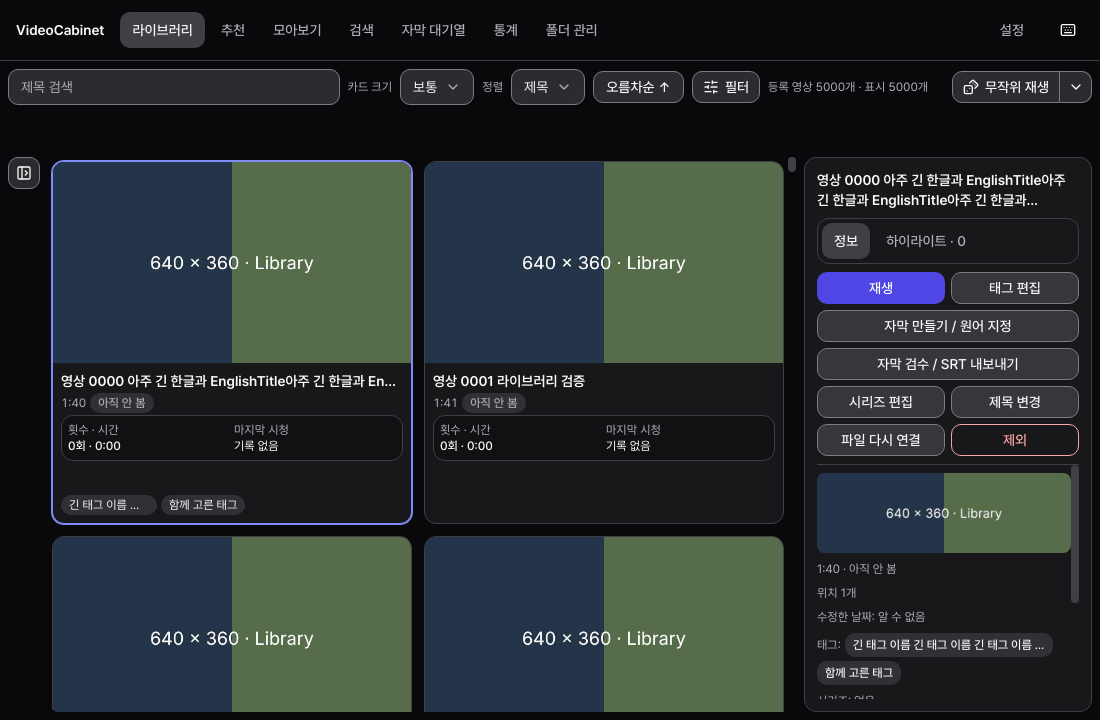 VideoCabinet 라이브러리 추천 모아보기 검색 자막 대기열 통계 폴더 관리 설정
제목 검색 카드 크기 보통 정렬 제목 오름차순 ↑ 필터 등록 영상 5000개 · 표시 5000개 무작위 재생
640 × 360 · Library
영상 0000 아주 긴 한글과 EnglishTitle아주 긴 한글과 En...
1:40 아직 안 봄
횟수 · 시간 마지막 시청
0회 · 0:00 기록 없음
긴 태그 이름 ... 함께 고른 태그
640 × 360 · Library
영상 0001 라이브러리 검증
1:41 아직 안 봄
횟수 · 시간 마지막 시청
0회 · 0:00 기록 없음
640 × 360 · Library
640 × 360 · Library
영상 0000 아주 긴 한글과 EnglishTitle아주
긴 한글과 EnglishTitle아주 긴 한글과...
정보 하이라이트 · 0
재생 태그 편집
자막 만들기 / 원어 지정
자막 검수 / SRT 내보내기
시리즈 편집 제목 변경
파일 다시 연결 제외
640 × 360 · Library
1:40 · 아직 안 봄
위치 1개
수정한 날짜: 알 수 없음
태그: 긴 태그 이름 긴 태그 이름 긴 태그 이름 ...
함께 고른 태그